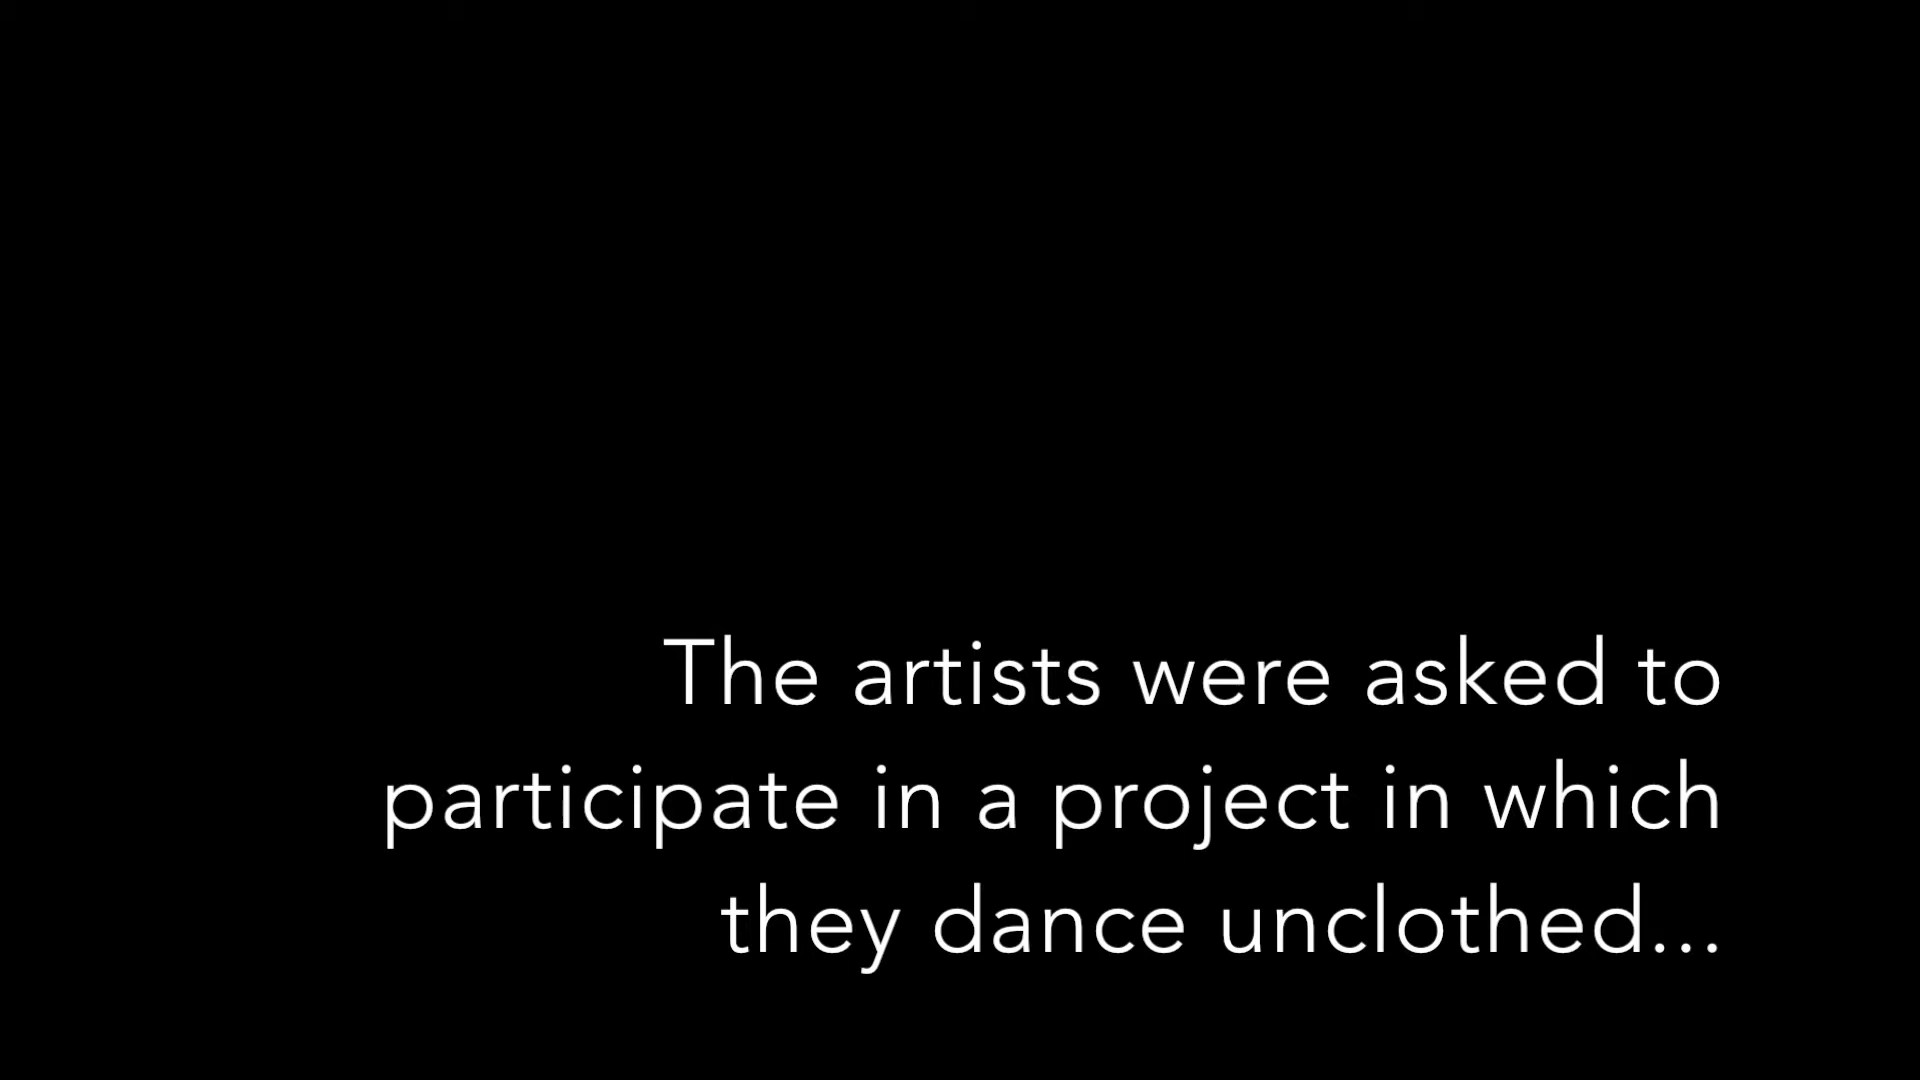 The artists were asked to
participate in a project in which
they dance unclothed...